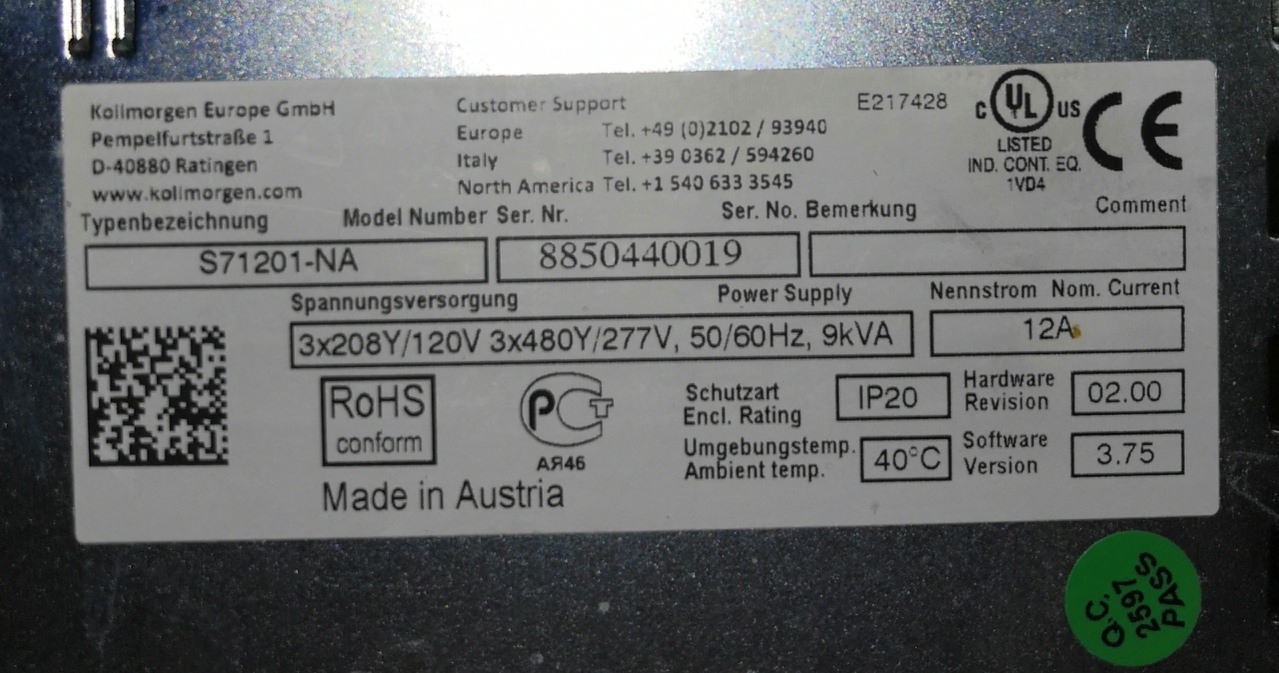 Kollmorgen Europe GmbH
Pempelfurtstraße 1
D-40880 Ratingen
www.kollmorgen.com
Customer Support
Europe Tel. +49 (0)2102 / 93940
Italy Tel. +39 0362 / 594260
North America Tel. +1 540 633 3545
E217428
C UL US
LISTED
IND. CONT. EQ.
1VD4
CE
Typenbezeichnung Model Number
S71201-NA
Ser. Nr. Ser. No.
8850440019
Bemerkung Comment
Spannungsversorgung Power Supply
3x208Y/120V 3x480Y/277V, 50/60Hz, 9kVA
Nennstrom Nom. Current
12A
RoHS
conform
PCT
АЯ46
Made in Austria
Schutzart
Encl. Rating
IP20
Umgebungstemp.
Ambient temp.
40°C
Hardware
Revision
02.00
Software
Version
3.75
Q.C.
2597
PASS